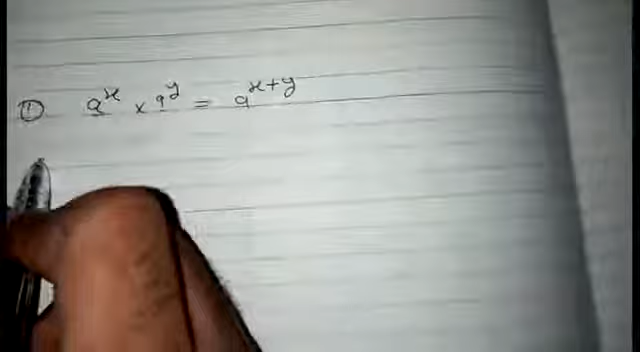 ① a^x × a^y = a^{x+y}